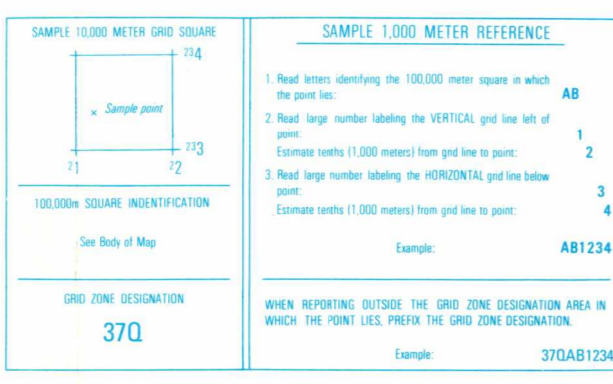 SAMPLE 10,000 METER GRID SQUARE
234
× Sample point
233
21 22
100,000m SQUARE INDENTIFICATION
See Body of Map
GRID ZONE DESIGNATION
37Q
SAMPLE 1,000 METER REFERENCE
1. Read letters identifying the 100,000 meter square in which
the point lies: AB
2. Read large number labeling the VERTICAL grid line left of
point: 1
Estimate tenths (1,000 meters) from grid line to point: 2
3. Read large number labeling the HORIZONTAL grid line below
point: 3
Estimate tenths (1,000 meters) from grid line to point: 4
Example: AB1234
WHEN REPORTING OUTSIDE THE GRID ZONE DESIGNATION AREA IN
WHICH THE POINT LIES, PREFIX THE GRID ZONE DESIGNATION.
Example: 37QAB1234